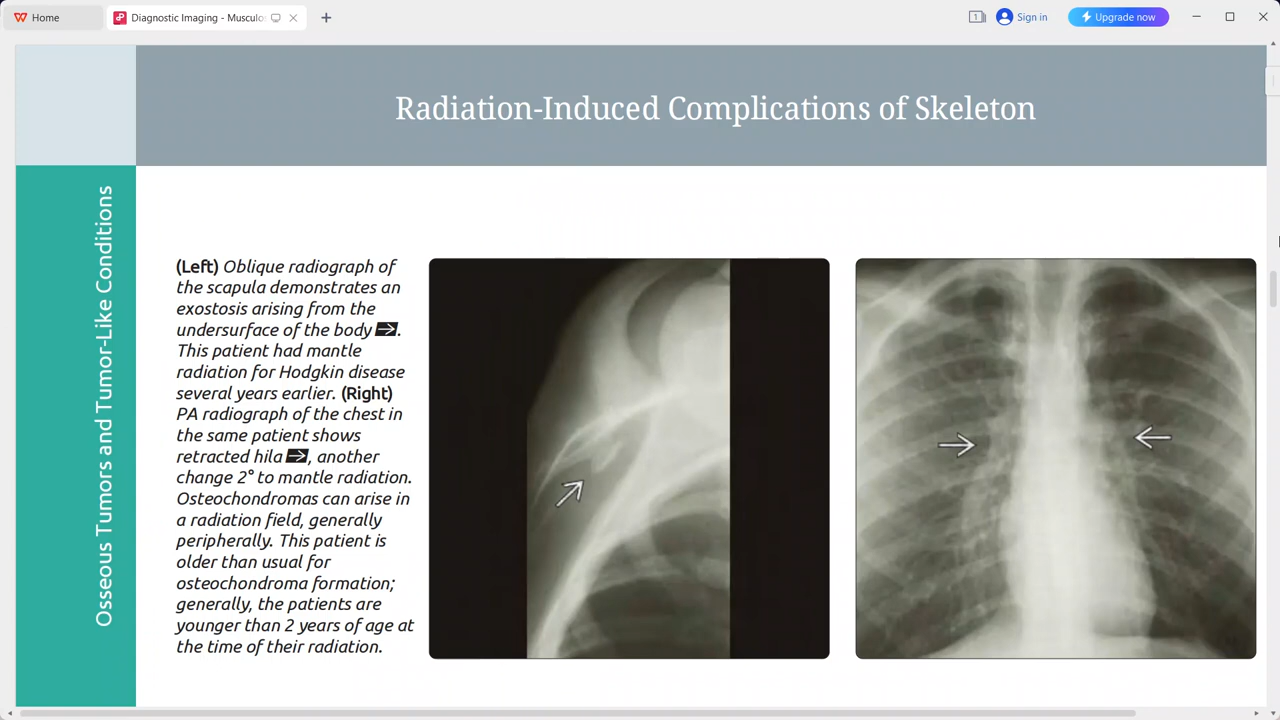 Home
Diagnostic Imaging - Musculo
1
Sign in
Upgrade now
Radiation-Induced Complications of Skeleton
Osseous Tumors and Tumor-Like Conditions
(Left) Oblique radiograph of
the scapula demonstrates an
exostosis arising from the
undersurface of the body ➡.
This patient had mantle
radiation for Hodgkin disease
several years earlier. (Right)
PA radiograph of the chest in
the same patient shows
retracted hila ➡, another
change 2° to mantle radiation.
Osteochondromas can arise in
a radiation field, generally
peripherally. This patient is
older than usual for
osteochondroma formation;
generally, the patients are
younger than 2 years of age at
the time of their radiation.